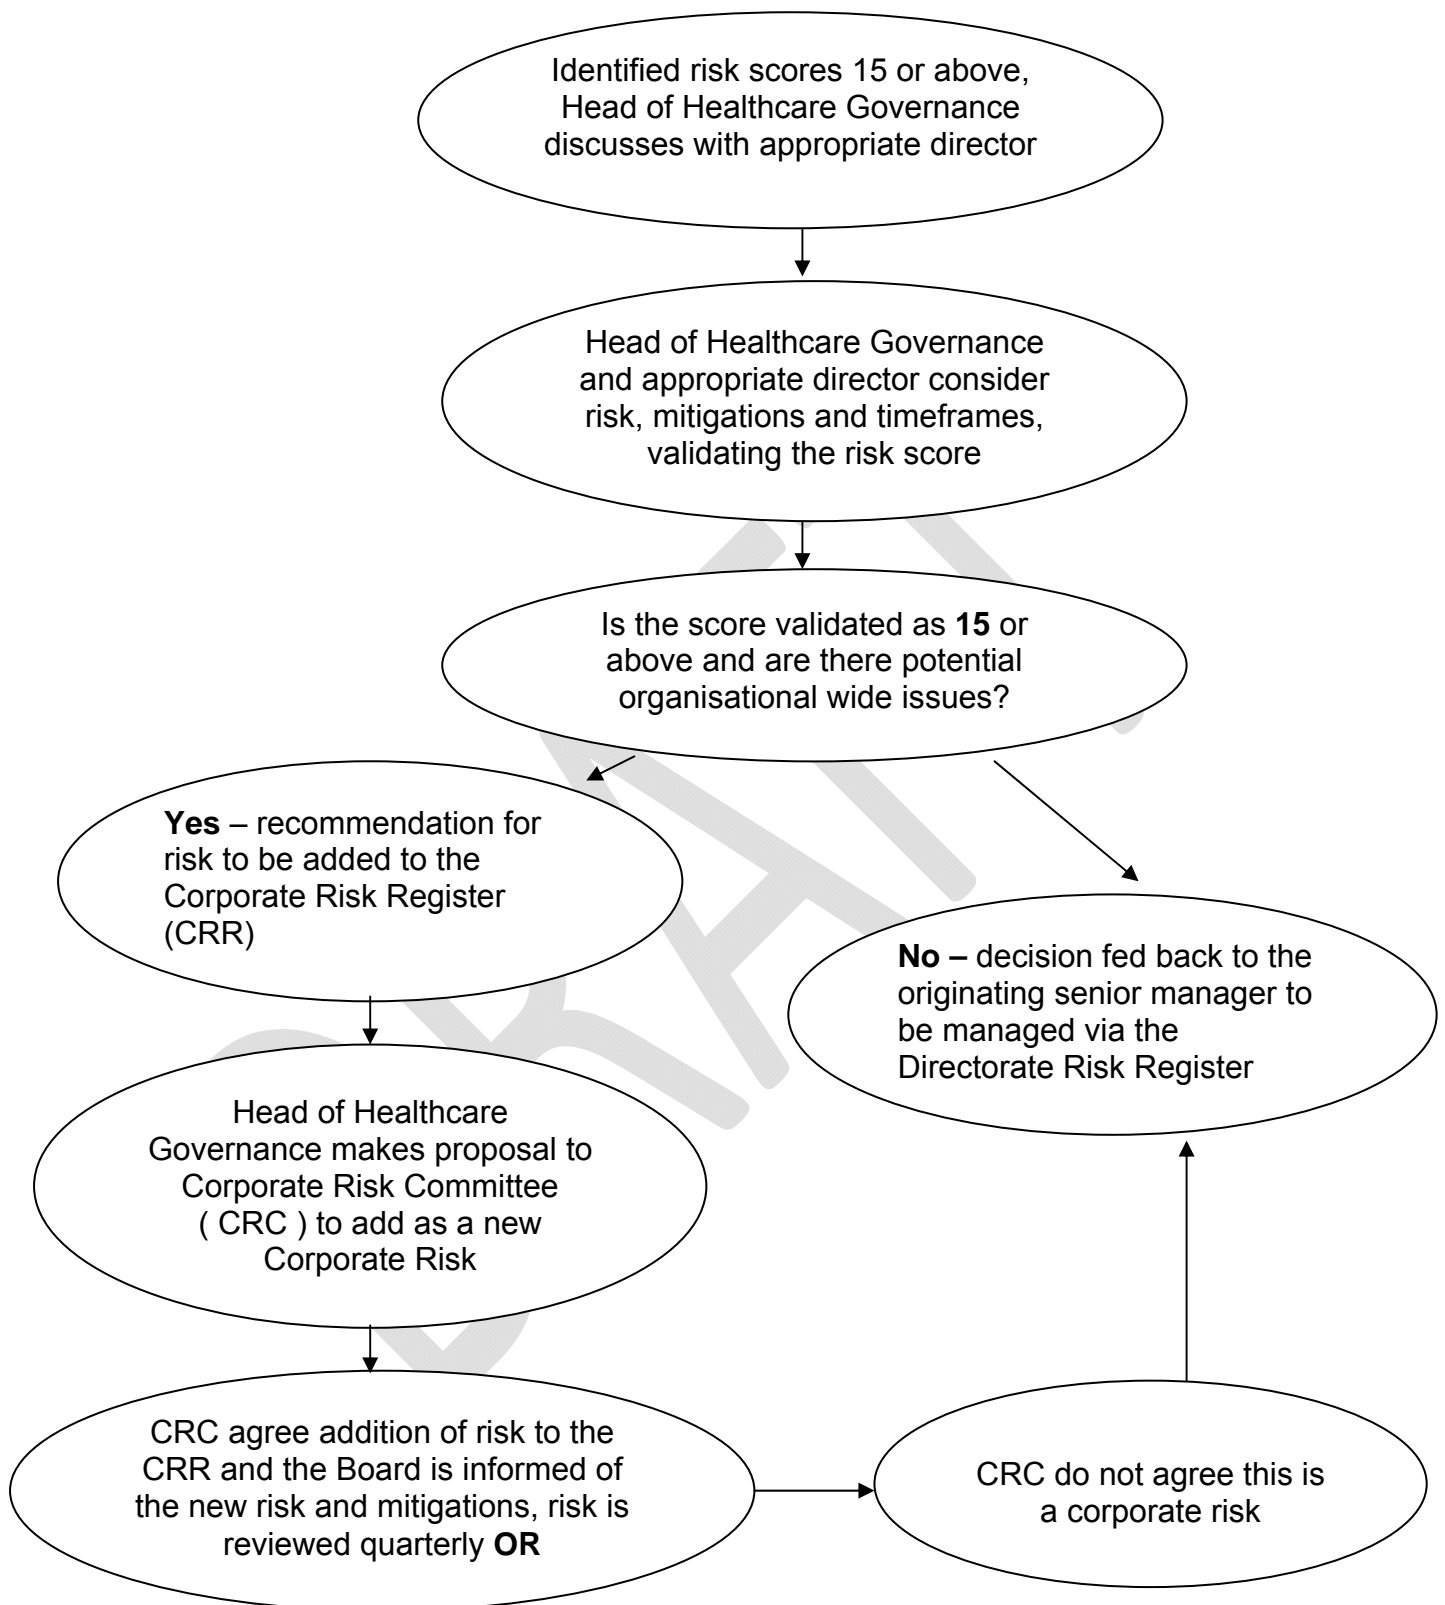 Identified risk scores 15 or above,
Head of Healthcare Governance
discusses with appropriate director
Head of Healthcare Governance
and appropriate director consider
risk, mitigations and timeframes,
validating the risk score
Is the score validated as 15 or
above and are there potential
organisational wide issues?
Yes – recommendation for
risk to be added to the
Corporate Risk Register
(CRR)
No – decision fed back to the
originating senior manager to
be managed via the
Directorate Risk Register
Head of Healthcare
Governance makes proposal to
Corporate Risk Committee
( CRC ) to add as a new
Corporate Risk
CRC agree addition of risk to the
CRR and the Board is informed of
the new risk and mitigations, risk is
reviewed quarterly OR
CRC do not agree this is
a corporate risk
DRAFT